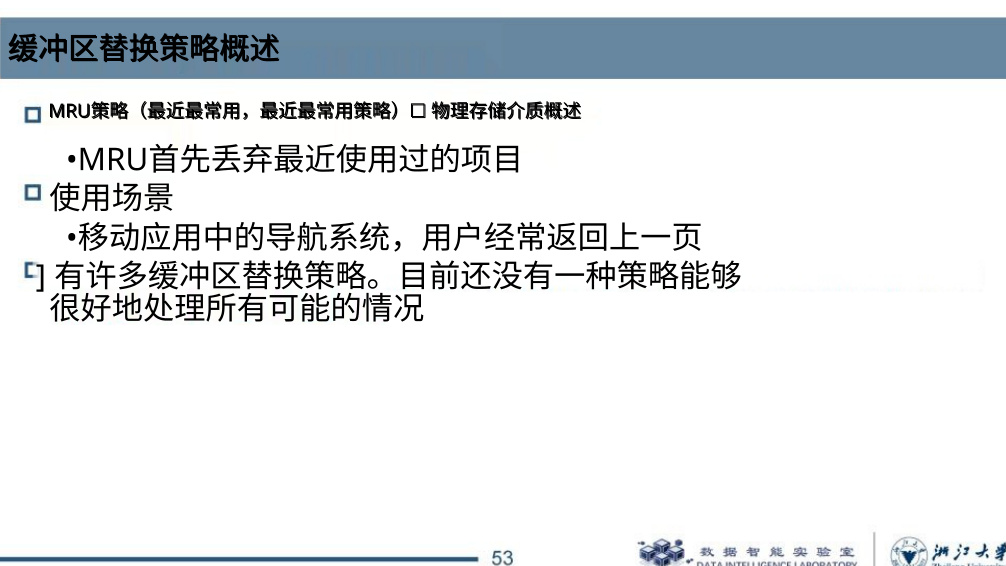 缓冲区替换策略概述
MRU策略（最近最常用，最近最常用策略）□ 物理存储介质概述
•MRU首先丢弃最近使用过的项目
使用场景
•移动应用中的导航系统，用户经常返回上一页
] 有许多缓冲区替换策略。目前还没有一种策略能够
很好地处理所有可能的情况
53
数据智能实验室
DATA INTELLIGENCE LABORATORY
浙江大学